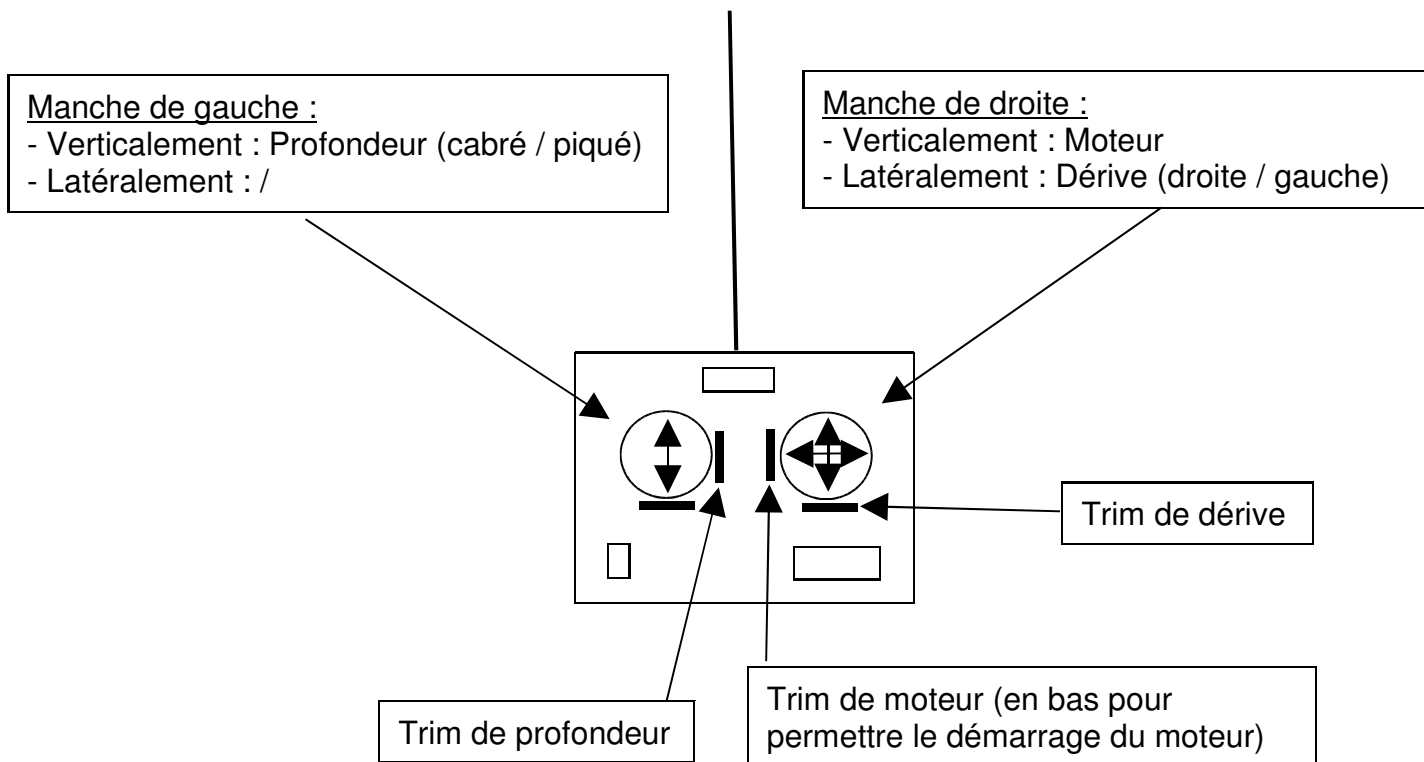 Manche de gauche :
- Verticalement : Profondeur (cabré / piqué)
- Latéralement : /
Manche de droite :
- Verticalement : Moteur
- Latéralement : Dérive (droite / gauche)
Trim de dérive
Trim de profondeur
Trim de moteur (en bas pour
permettre le démarrage du moteur)